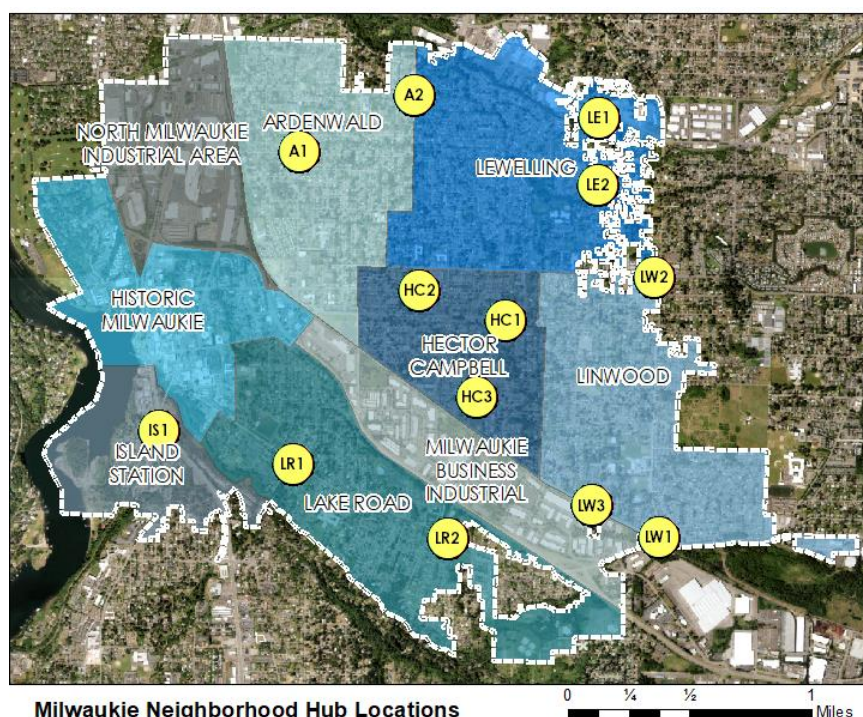 A2
LE1
NORTH MILWAUKIE
INDUSTRIAL AREA
ARDENWALD
A1
LEWELLING
LE2
LW2
HC2
HISTORIC
MILWAUKIE
HC1
HECTOR
CAMPBELL
LINWOOD
HC3
IS1
ISLAND
STATION
LR1
MILWAUKIE
BUSINESS
INDUSTRIAL
LAKE ROAD
LW3
LR2
LW1
Milwaukie Neighborhood Hub Locations
0 ¼ ½ 1
Miles